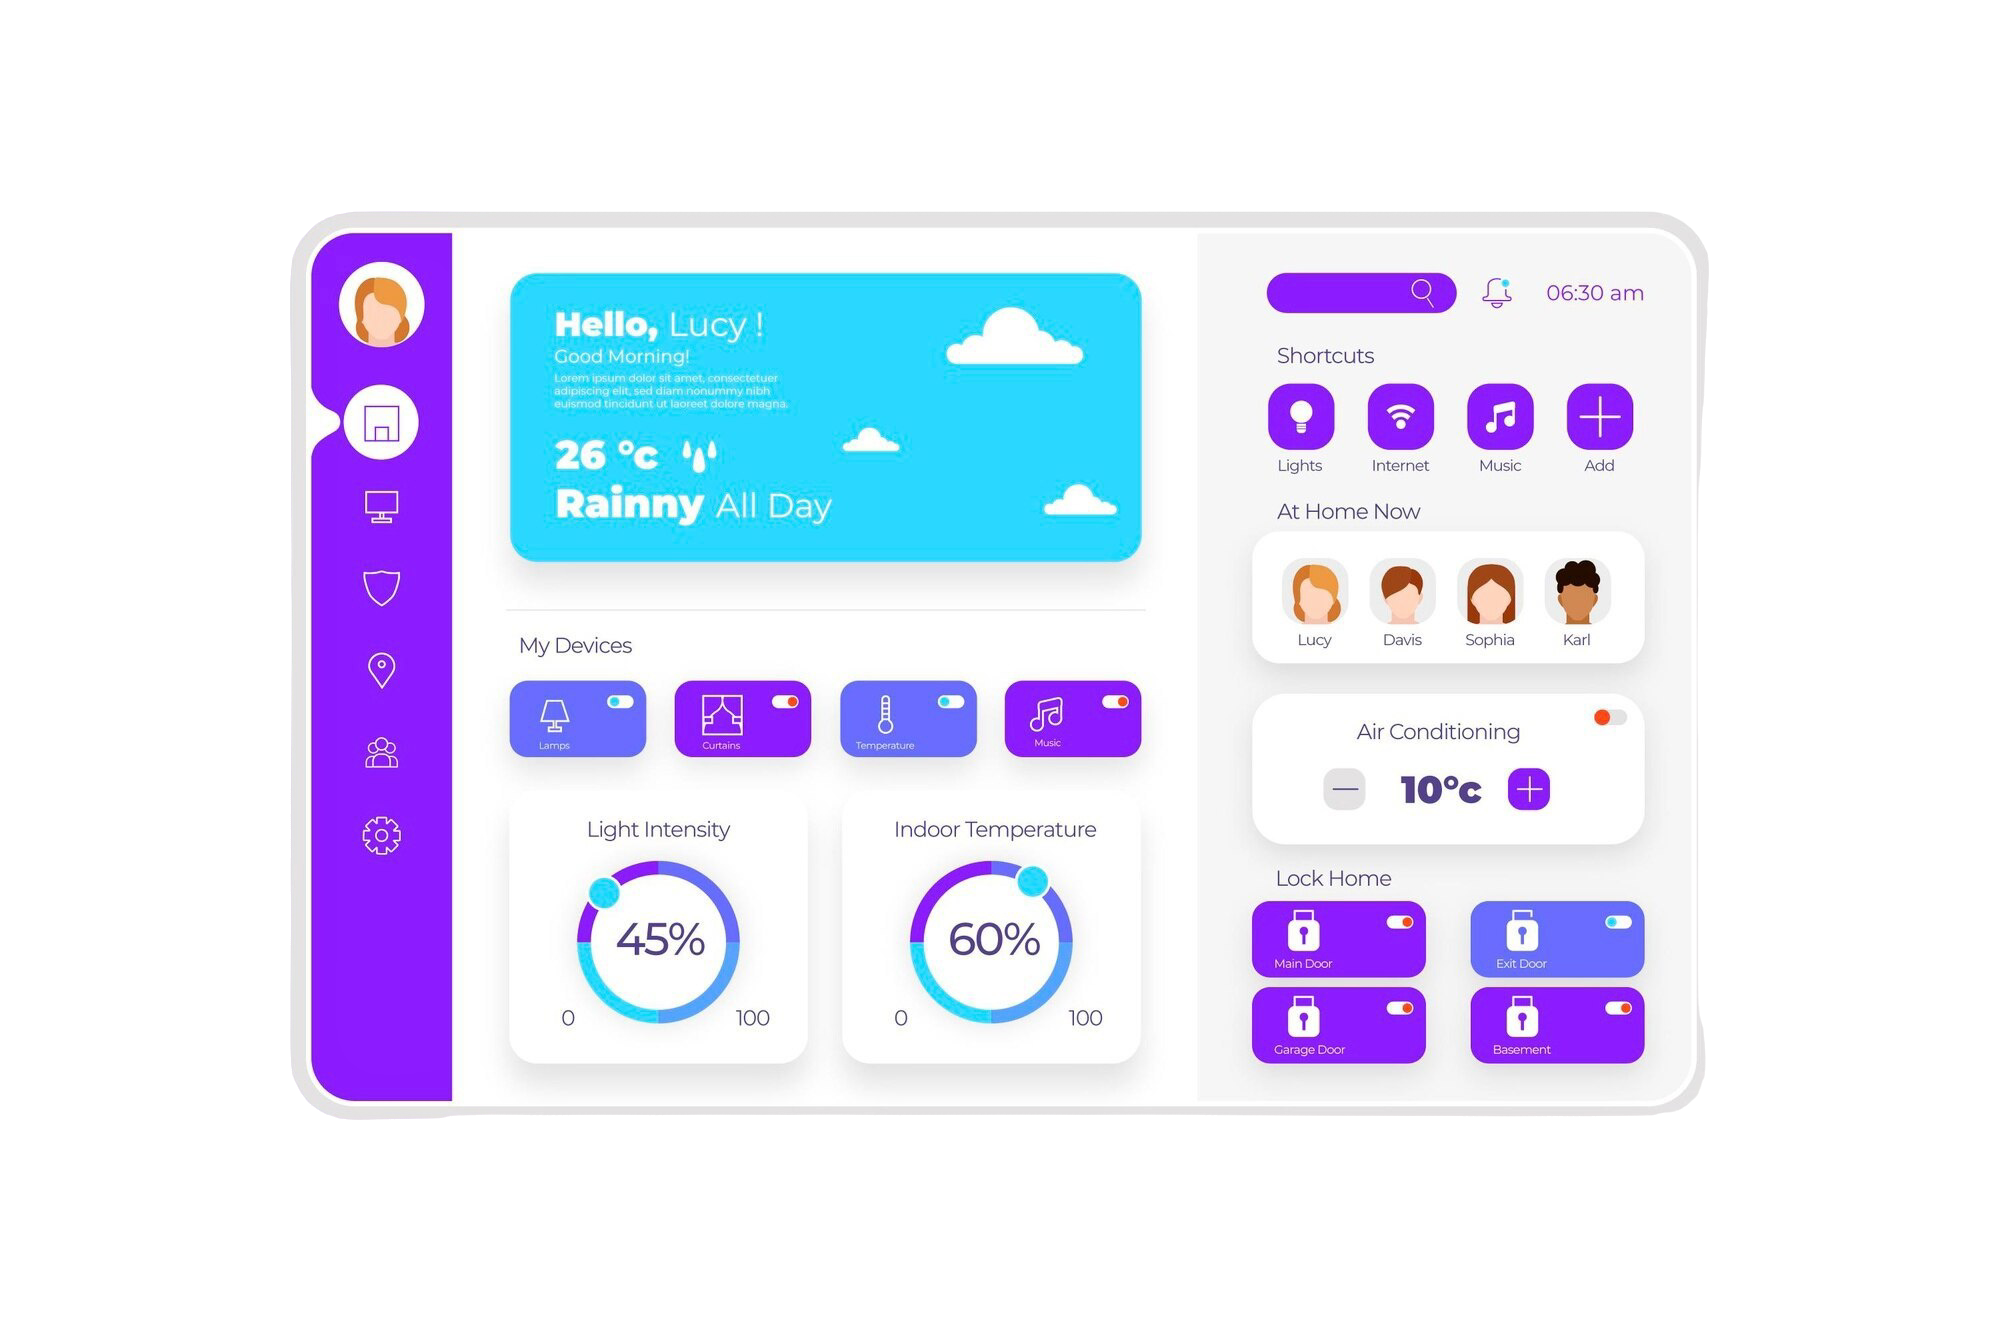 Hello, Lucy !
Good Morning!
Lorem ipsum dolor sit amet, consectetuer
adipiscing elit, sed diam nonummy nibh
euismod tincidunt ut laoreet dolore magna.
26 °c
Rainny All Day
My Devices
Lamps
Curtains
Temperature
Music
Light Intensity
45%
0
100
Indoor Temperature
60%
0
100
06:30 am
Shortcuts
Lights
Internet
Music
Add
At Home Now
Lucy
Davis
Sophia
Karl
Air Conditioning
10°c
Lock Home
Main Door
Exit Door
Garage Door
Basement